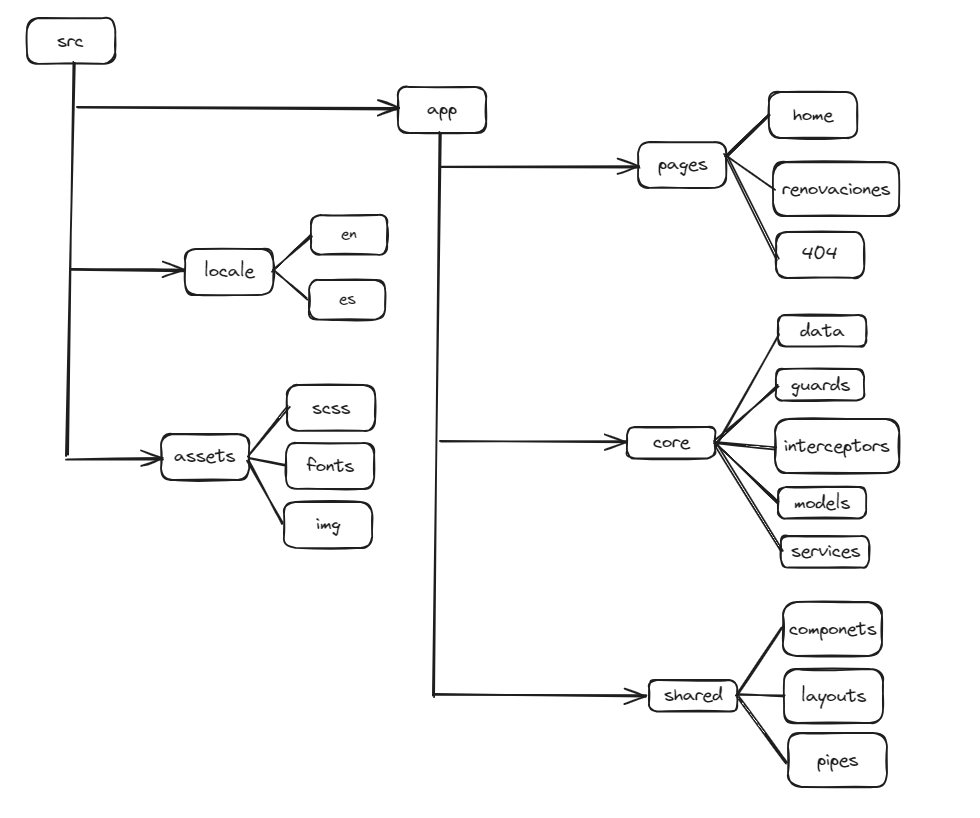 src
app
pages
home
renovaciones
404
locale
en
es
assets
scss
fonts
img
core
data
guards
interceptors
models
services
shared
componets
layouts
pipes